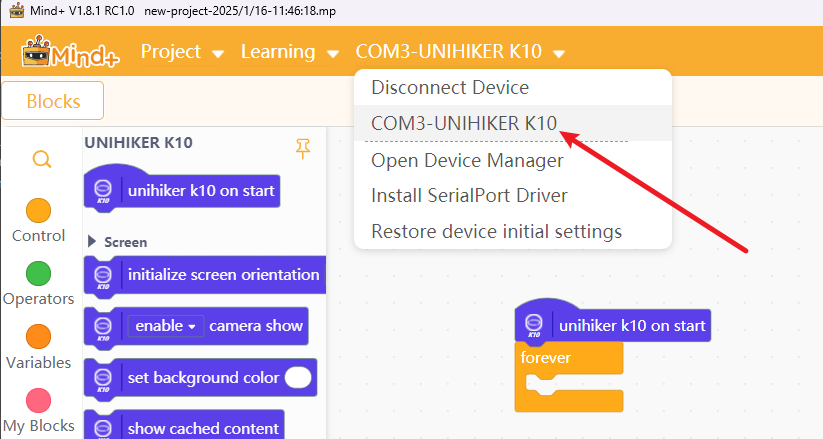 Mind+ V1.8.1 RC1.0 new-project-2025/1/16-11:46:18.mp
Mind+ Project Learning COM3-UNIHIKER K10
Disconnect Device
COM3-UNIHIKER K10
Open Device Manager
Install SerialPort Driver
Restore device initial settings
Blocks
Control
Operators
Variables
My Blocks
UNIHIKER K10
K10 unihiker k10 on start
Screen
K10 initialize screen orientation
K10 enable camera show
K10 set background color
K10 show cached content
K10 unihiker k10 on start
forever